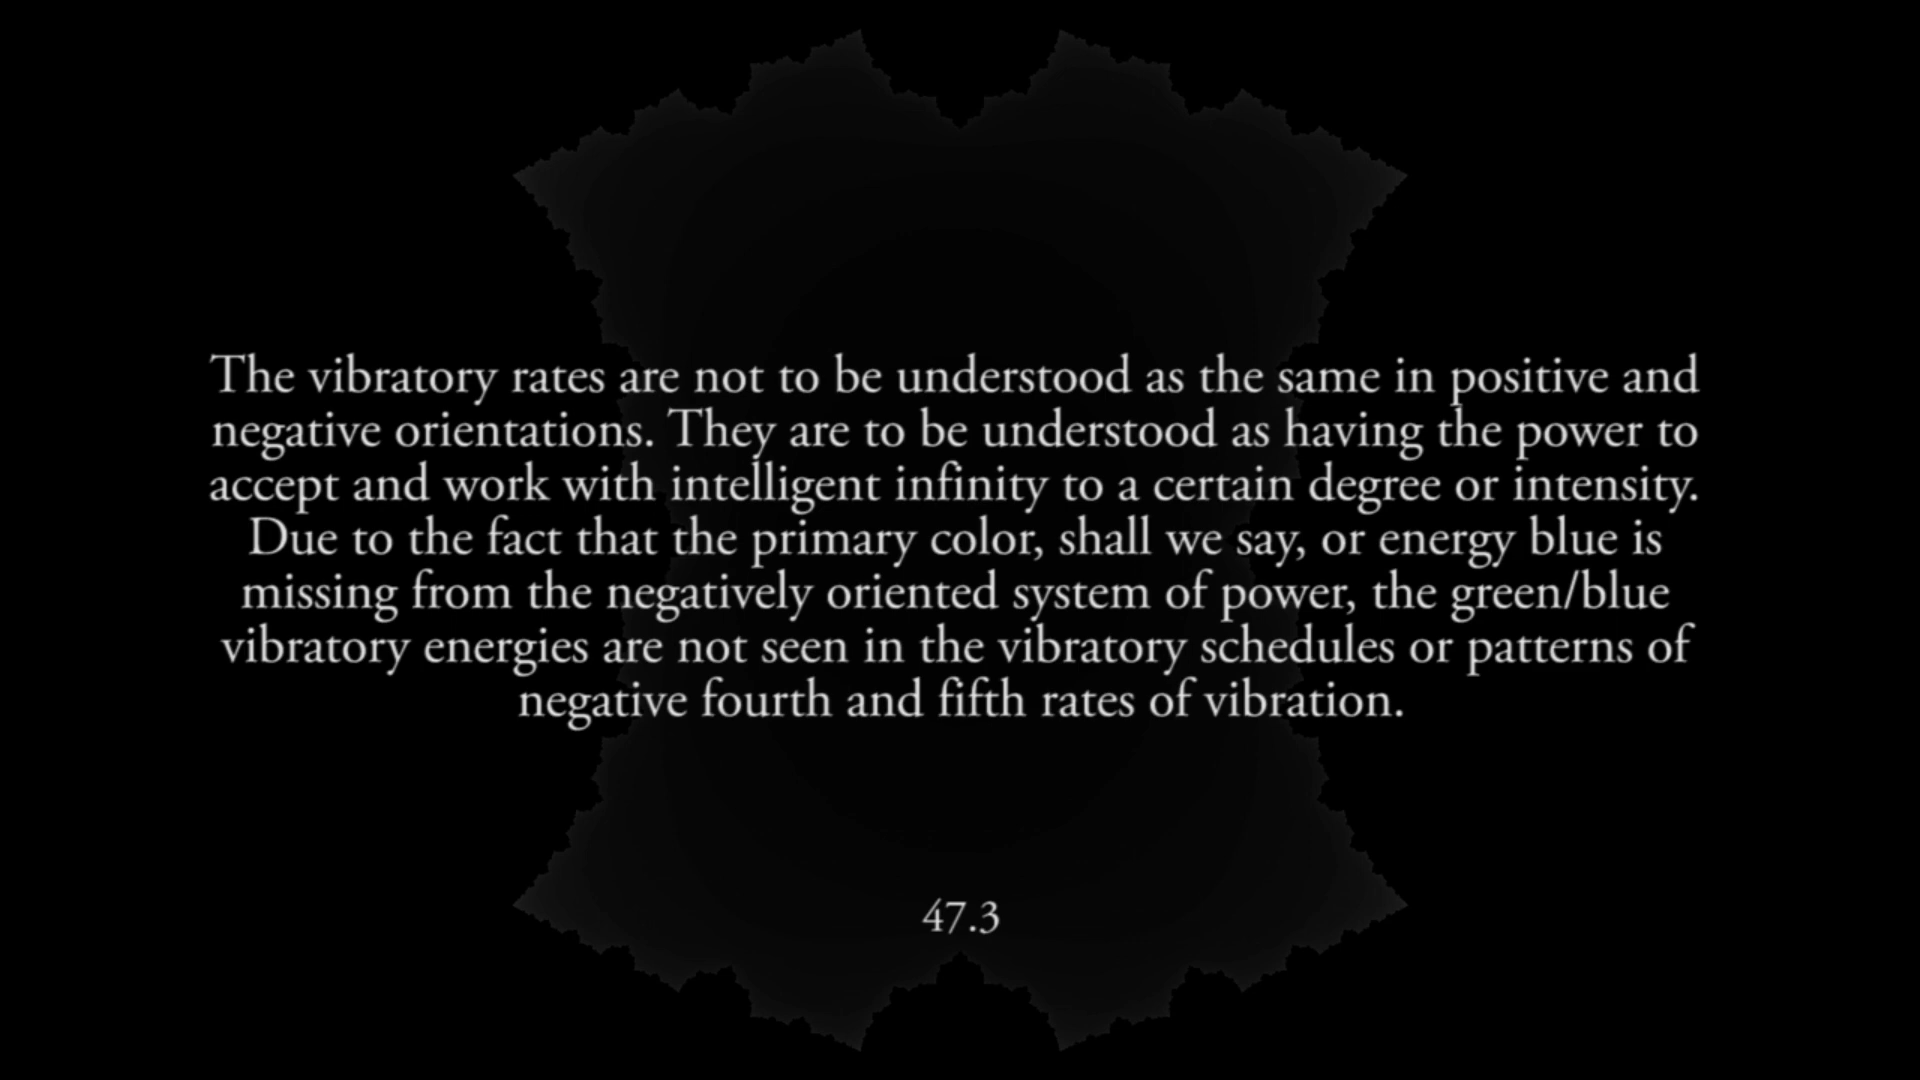 The vibratory rates are not to be understood as the same in positive and
negative orientations. They are to be understood as having the power to
accept and work with intelligent infinity to a certain degree or intensity.
Due to the fact that the primary color, shall we say, or energy blue is
missing from the negatively oriented system of power, the green/blue
vibratory energies are not seen in the vibratory schedules or patterns of
negative fourth and fifth rates of vibration.
47.3